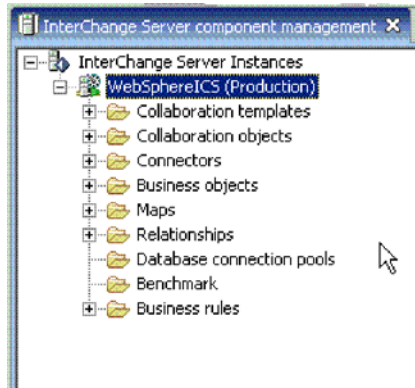 InterChange Server component management
InterChange Server Instances
WebSphereICS (Production)
Collaboration templates
Collaboration objects
Connectors
Business objects
Maps
Relationships
Database connection pools
Benchmark
Business rules